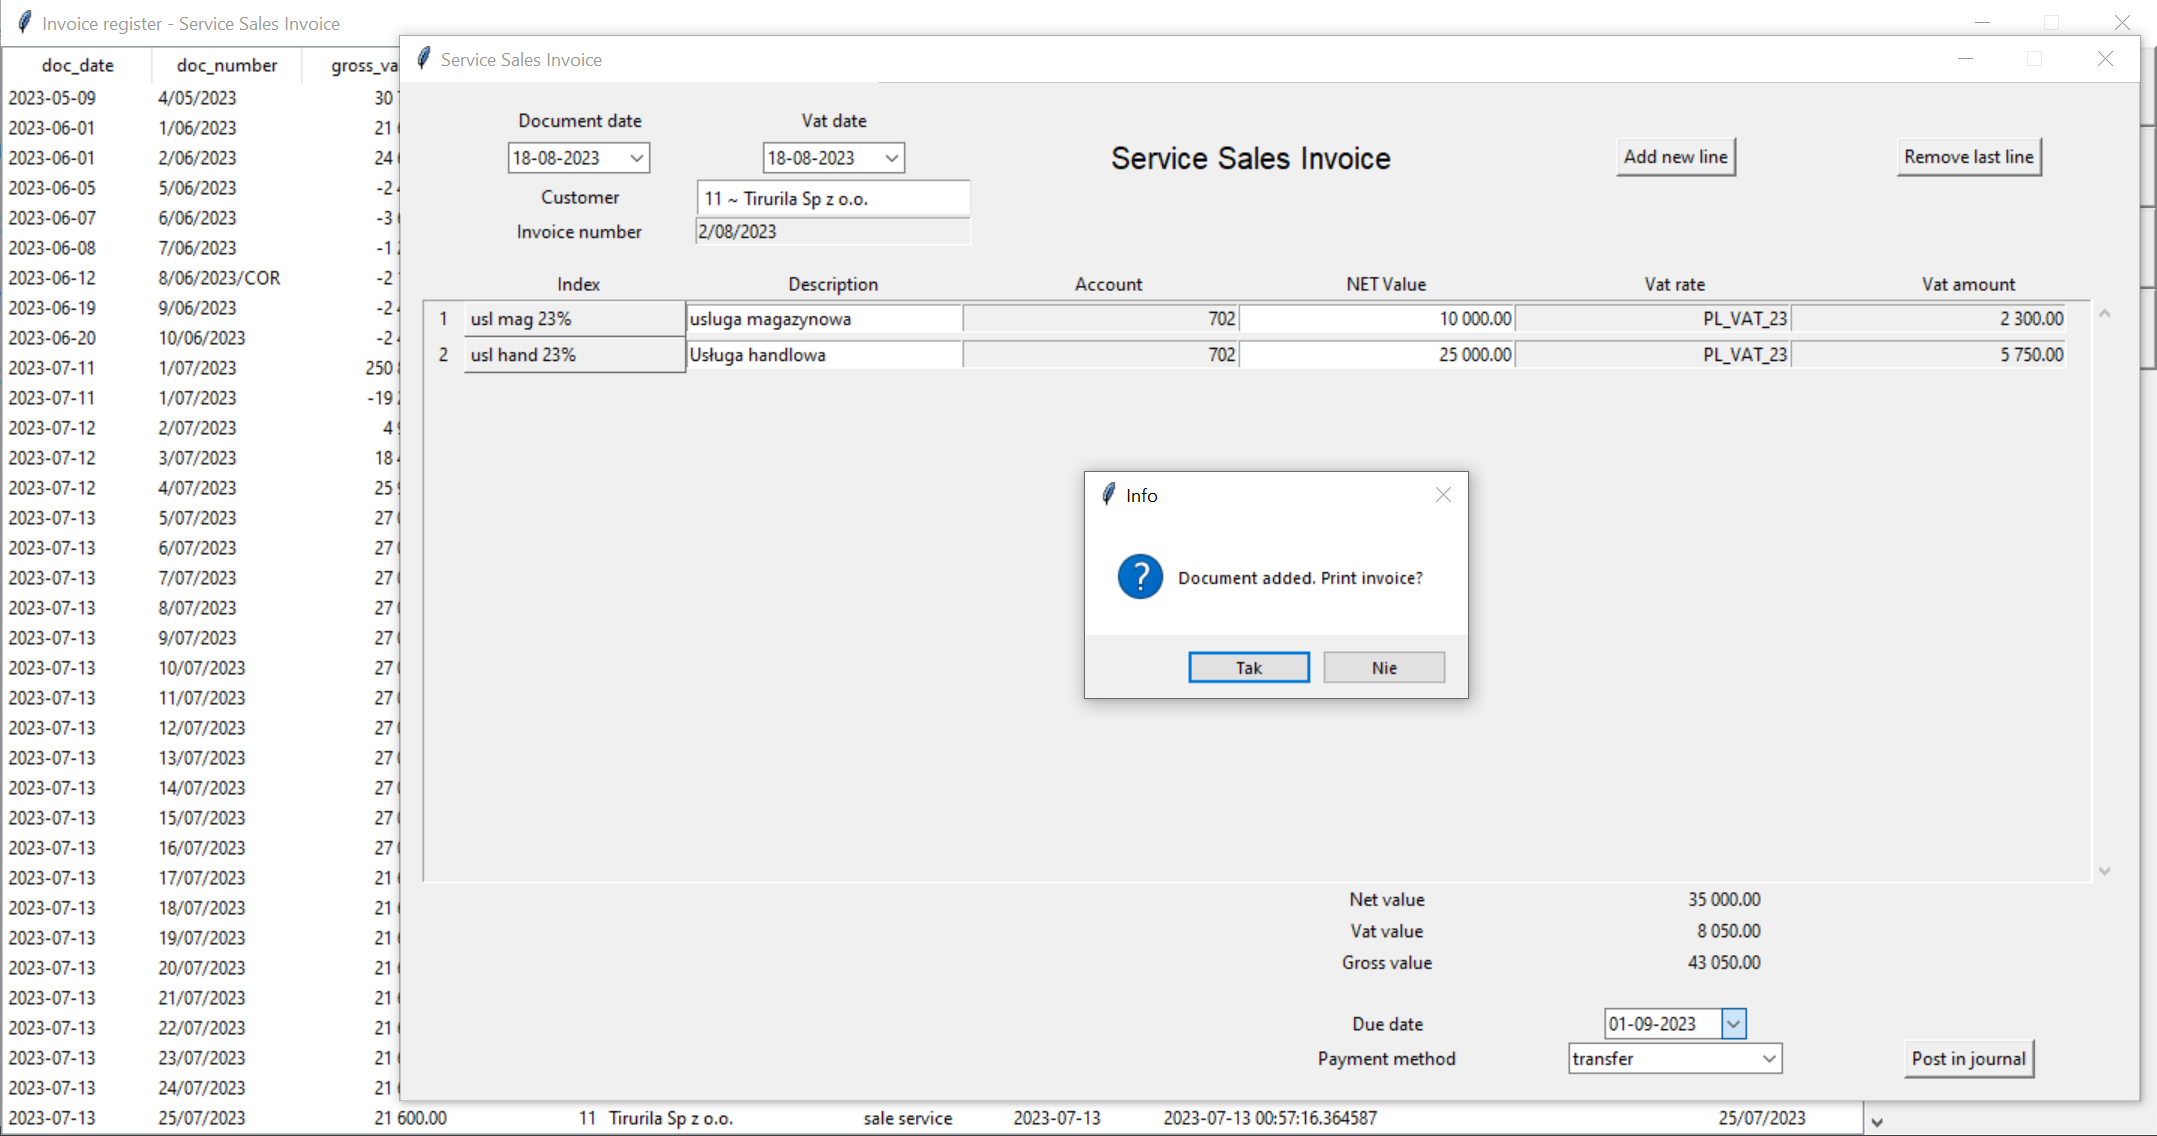 Invoice register - Service Sales Invoice
doc_date doc_number gross_va
2023-05-09 4/05/2023 30
2023-06-01 1/06/2023 21
2023-06-01 2/06/2023 24
2023-06-05 5/06/2023 -2
2023-06-07 6/06/2023 -3
2023-06-08 7/06/2023 -1
2023-06-12 8/06/2023/COR -2
2023-06-19 9/06/2023 -2
2023-06-20 10/06/2023 -2
2023-07-11 1/07/2023 250
2023-07-11 1/07/2023 -19
2023-07-12 2/07/2023 4
2023-07-12 3/07/2023 18
2023-07-12 4/07/2023 25
2023-07-13 5/07/2023 27
2023-07-13 6/07/2023 27
2023-07-13 7/07/2023 27
2023-07-13 8/07/2023 27
2023-07-13 9/07/2023 27
2023-07-13 10/07/2023 27
2023-07-13 11/07/2023 27
2023-07-13 12/07/2023 27
2023-07-13 13/07/2023 27
2023-07-13 14/07/2023 27
2023-07-13 15/07/2023 27
2023-07-13 16/07/2023 27
2023-07-13 17/07/2023 21
2023-07-13 18/07/2023 21
2023-07-13 19/07/2023 21
2023-07-13 20/07/2023 21
2023-07-13 21/07/2023 21
2023-07-13 22/07/2023 21
2023-07-13 23/07/2023 21
2023-07-13 24/07/2023 21
2023-07-13 25/07/2023 21 600.00 11 Tirurila Sp z o.o. sale service 2023-07-13 2023-07-13 00:57:16.364587 25/07/2023
Service Sales Invoice
Document date Vat date
18-08-2023 18-08-2023
Service Sales Invoice
Add new line
Remove last line
Customer 11 ~ Tirurila Sp z o.o.
Invoice number 2/08/2023
Index Description Account NET Value Vat rate Vat amount
1 usl mag 23% usluga magazynowa 702 10 000.00 PL_VAT_23 2 300.00
2 usl hand 23% Usługa handlowa 702 25 000.00 PL_VAT_23 5 750.00
Info
Document added. Print invoice?
Tak Nie
Net value 35 000.00
Vat value 8 050.00
Gross value 43 050.00
Due date 01-09-2023
Payment method transfer
Post in journal